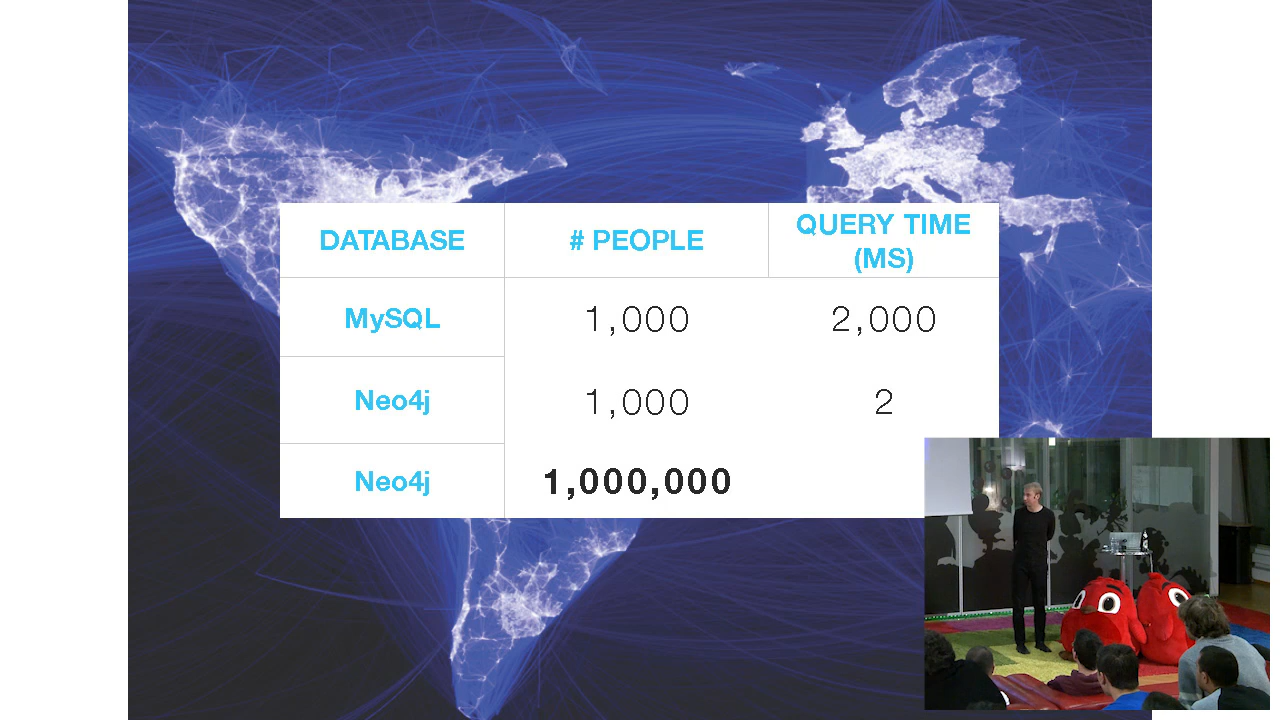 DATABASE
# PEOPLE
QUERY TIME
(MS)
MySQL
1,000
2,000
Neo4j
1,000
2
Neo4j
1,000,000